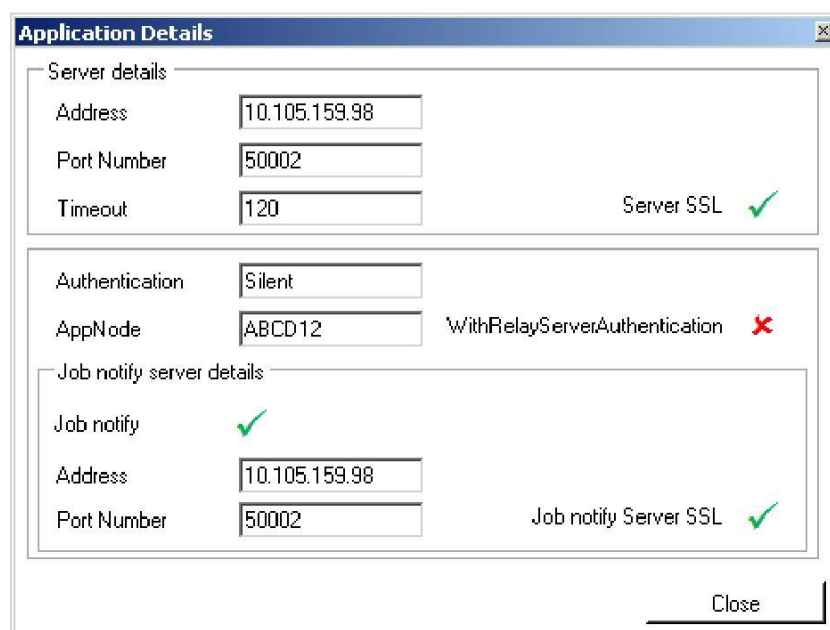 Application Details
Server details
Address 10.105.159.98
Port Number 50002
Timeout 120 Server SSL
Authentication Silent
AppNode ABCD12 WithRelayServerAuthentication
Job notify server details
Job notify
Address 10.105.159.98
Port Number 50002 Job notify Server SSL
Close